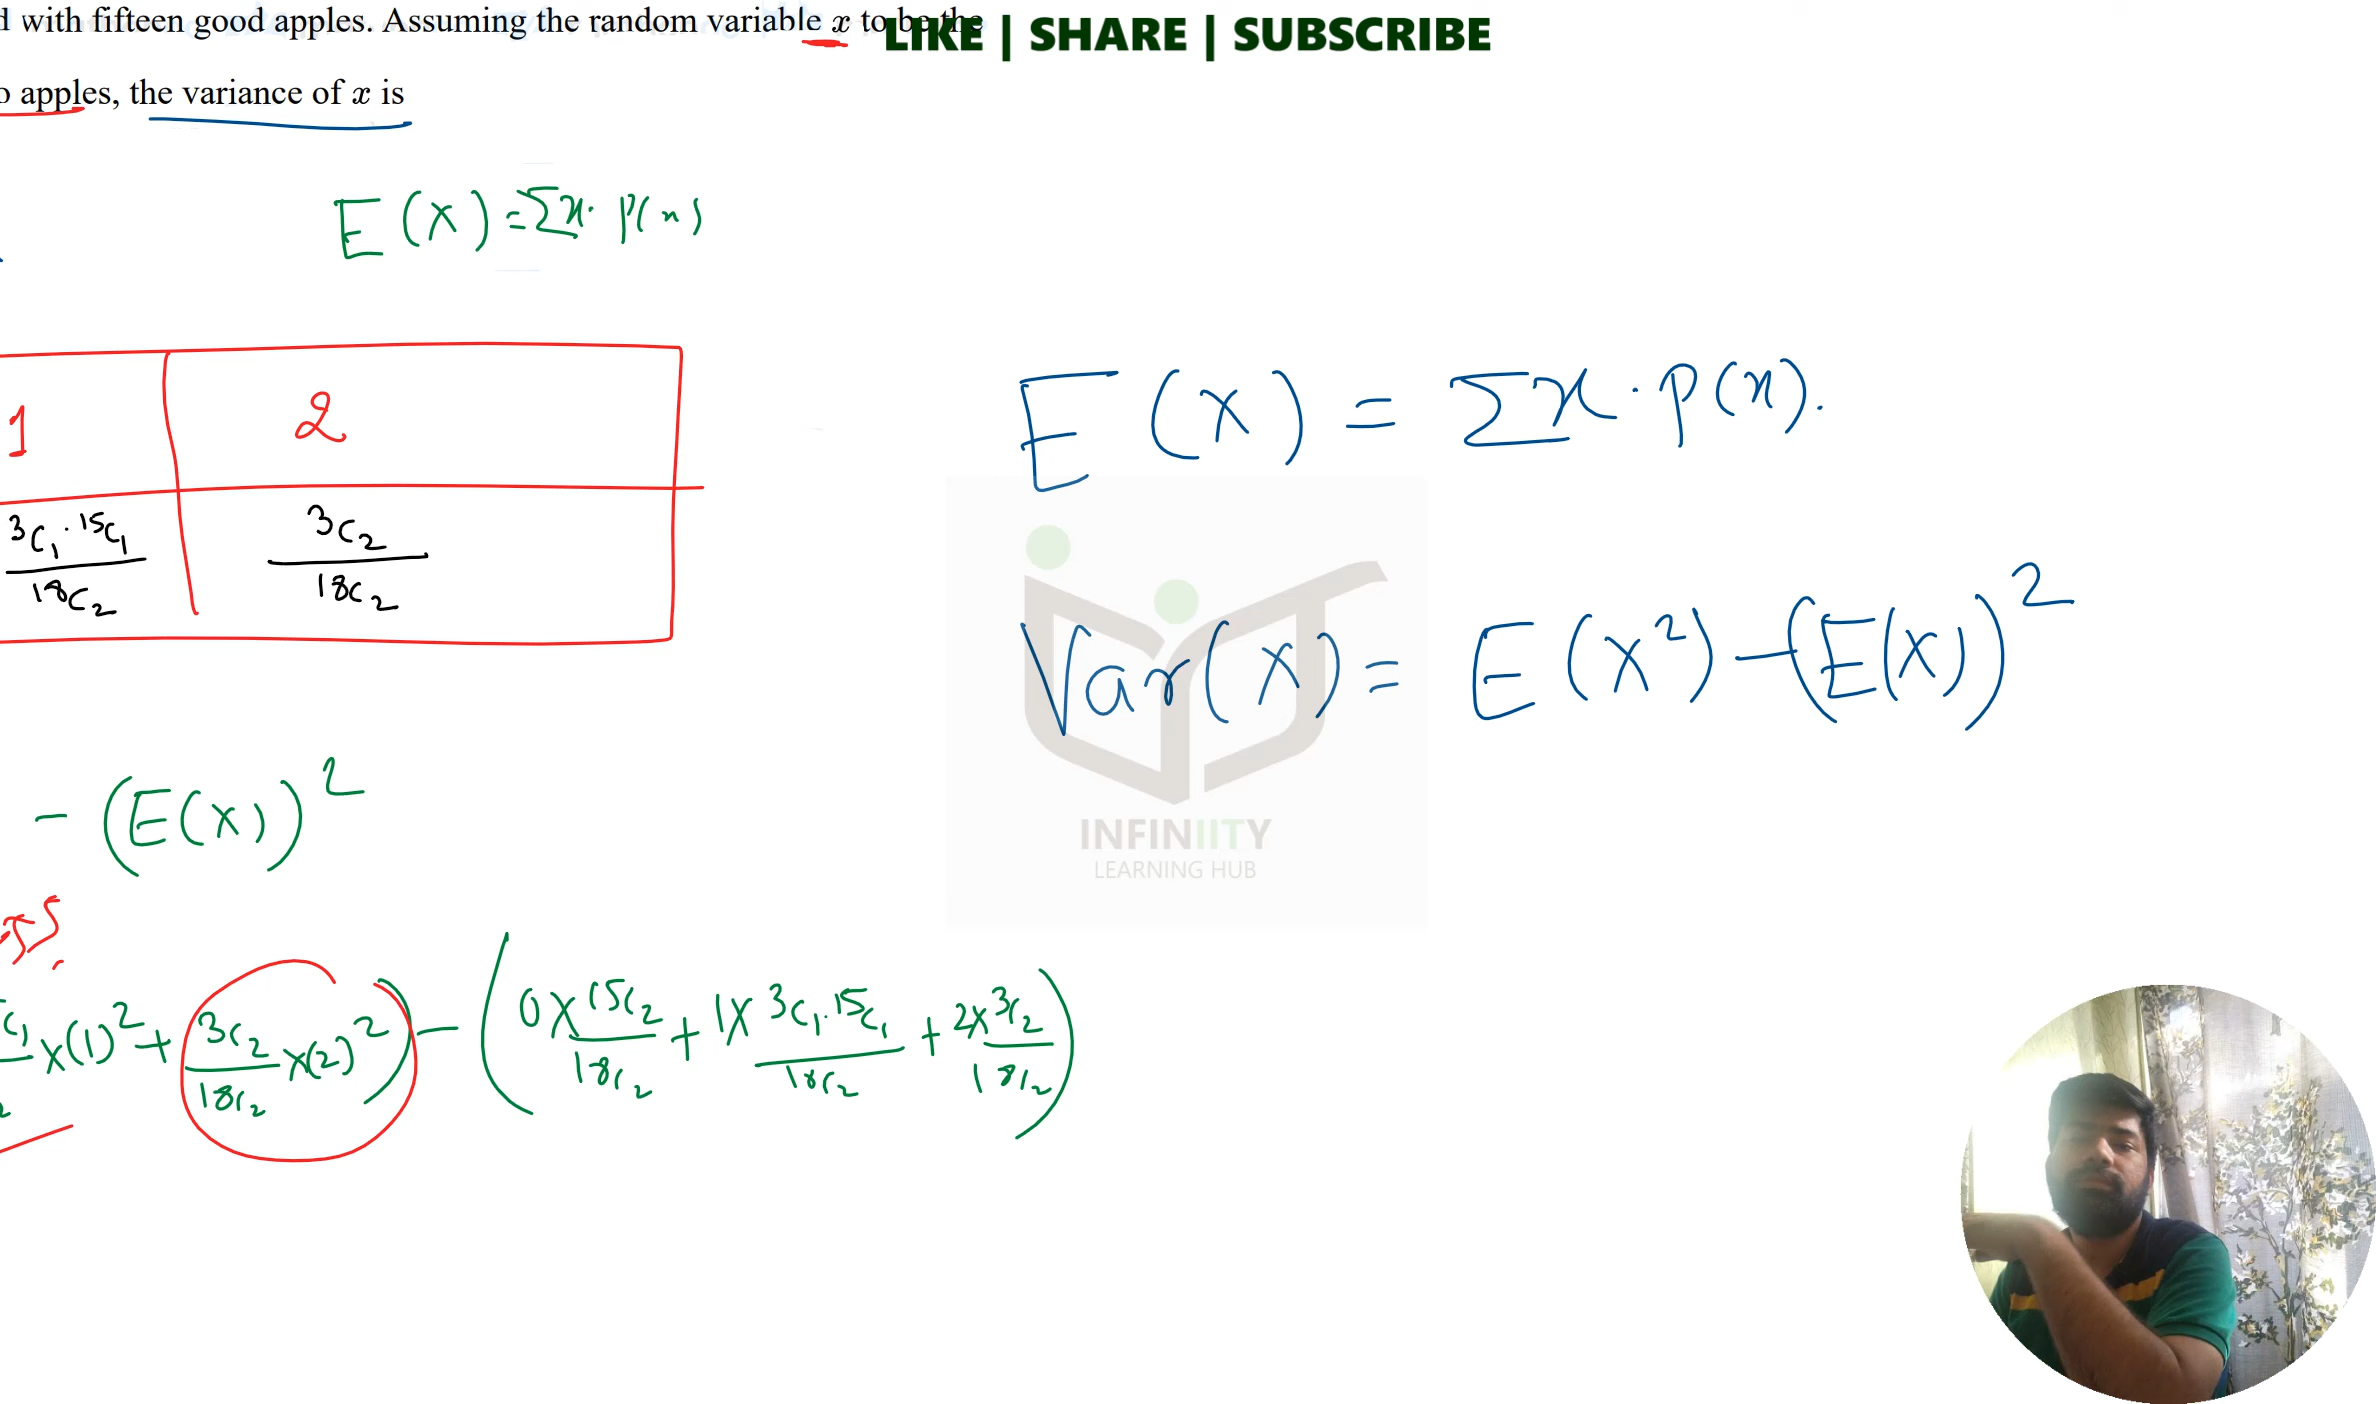 with fifteen good apples. Assuming the random variable x to be the
LIKE | SHARE | SUBSCRIBE
apples, the variance of x is
E(X) = Σx. P(x)
E(X) = Σx . P(x).
1 2
³C₁ . ¹⁵C₁ / ¹⁸C₂ ³C₂ / ¹⁸C₂
Var(X) = E(X²) - (E(X))²
- (E(X))²
INFINIITY
LEARNING HUB
x(1)² + ³C₂ / ¹⁸C₂ x(2)²) - (0 x ¹⁵C₂ / ¹⁸C₂ + 1 x ³C₁ . ¹⁵C₁ / ¹⁸C₂ + 2 x ³C₂ / ¹⁸C₂)